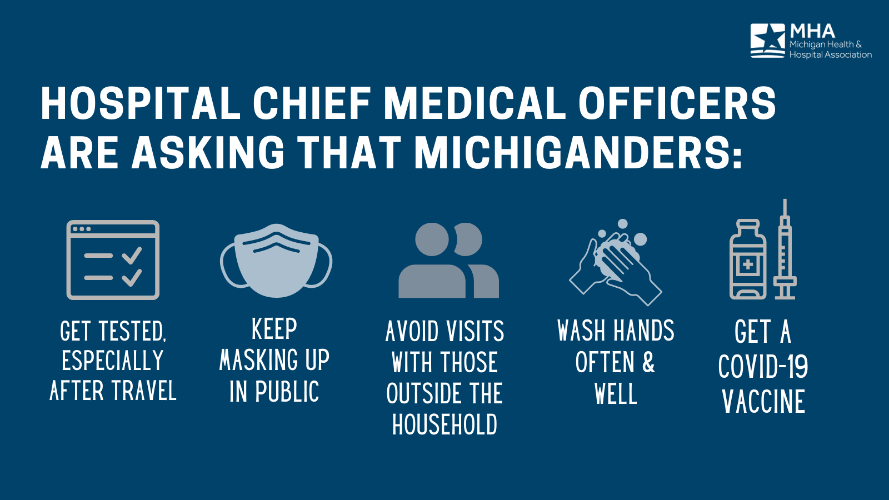 MHA
Michigan Health &
Hospital Association
HOSPITAL CHIEF MEDICAL OFFICERS
ARE ASKING THAT MICHIGANDERS:
GET TESTED,
ESPECIALLY
AFTER TRAVEL
KEEP
MASKING UP
IN PUBLIC
AVOID VISITS
WITH THOSE
OUTSIDE THE
HOUSEHOLD
WASH HANDS
OFTEN &
WELL
GET A
COVID-19
VACCINE